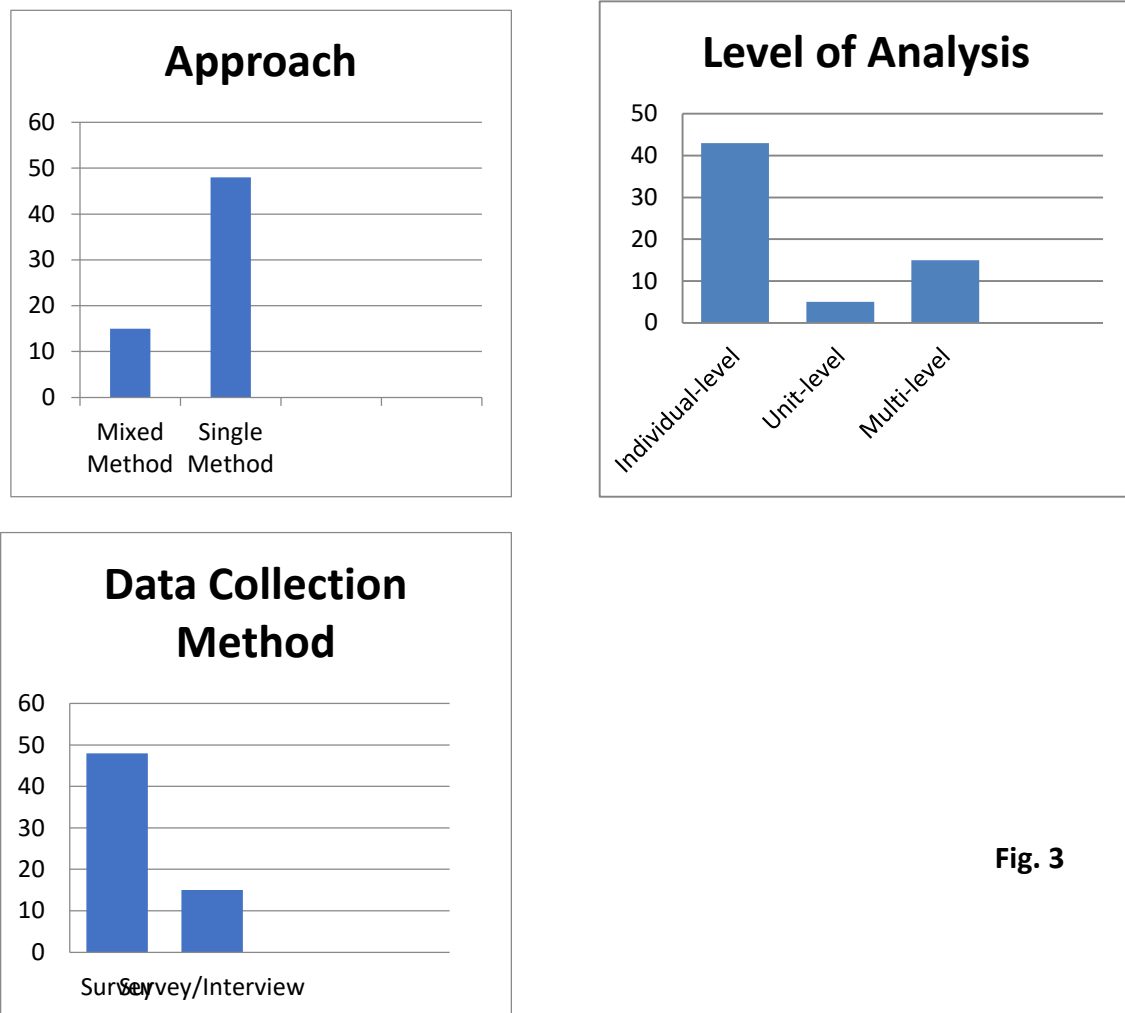 Approach
60
50
40
30
20
10
0
Mixed
Method
Single
Method
Level of Analysis
50
40
30
20
10
0
Individual-level
Unit-level
Multi-level
Data Collection
Method
60
50
40
30
20
10
0
Survey
Survey/Interview
Fig. 3